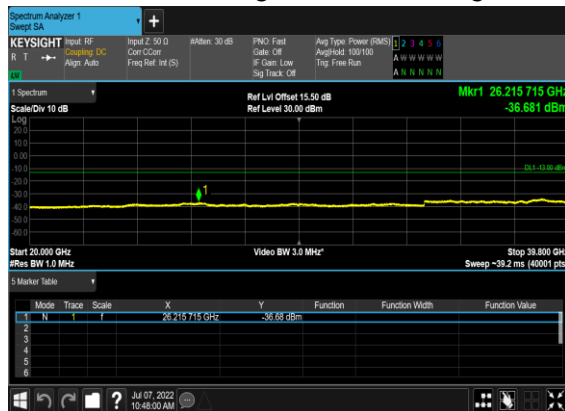 Spectrum Analyzer 1
Swept SA
+
KEYSIGHT Input: RF Input Z: 50 Ω #Atten: 30 dB PNO: Fast Avg Type: Power (RMS) 1 2 3 4 5 6
R T Coupling: DC Corr CCorr Gate: Off Avg|Hold: 100/100 A W W W W W
Align: Auto Freq Ref: Int (S) IF Gain: Low Trig: Free Run
LW Sig Track: Off A N N N N N
1 Spectrum Ref Lvl Offset 15.50 dB Mkr1 26.215 715 GHz
Scale/Div 10 dB Ref Level 30.00 dBm -36.681 dBm
Log
20.0
10.0
0.00
-10.0 DL1 -13.00 dBm
-20.0
-30.0 1
-40.0
-50.0
-60.0
Start 20.000 GHz Video BW 3.0 MHz* Stop 39.800 GHz
#Res BW 1.0 MHz Sweep ~39.2 ms (40001 pts
5 Marker Table
Mode Trace Scale X Y Function Function Width Function Value
1 N 1 f 26.215 715 GHz -36.68 dBm
2
3
4
5
6
? Jul 07, 2022
10:48:00 AM